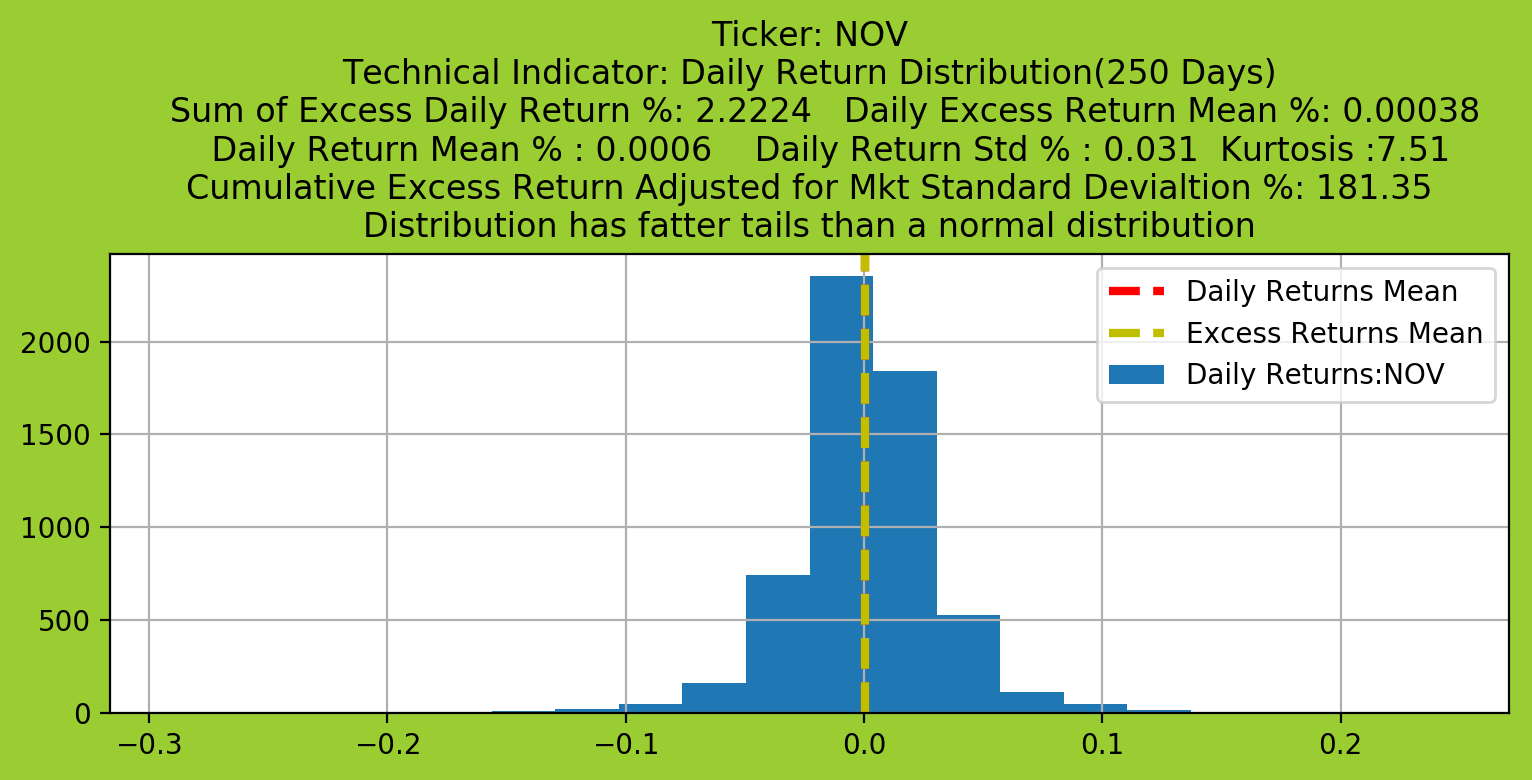 Ticker: NOV
Technical Indicator: Daily Return Distribution(250 Days)
Sum of Excess Daily Return %: 2.2224   Daily Excess Return Mean %: 0.00038
Daily Return Mean % : 0.0006    Daily Return Std % : 0.031  Kurtosis :7.51
Cumulative Excess Return Adjusted for Mkt Standard Devialtion %: 181.35
Distribution has fatter tails than a normal distribution
Daily Returns Mean
Excess Returns Mean
Daily Returns:NOV
2000
1500
1000
500
0
−0.3 −0.2 −0.1 0.0 0.1 0.2